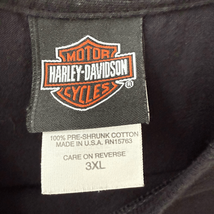 MOTOR
HARLEY-DAVIDSON
CYCLES
®
100% PRE-SHRUNK COTTON
MADE IN U.S.A. RN15763
CARE ON REVERSE
3XL